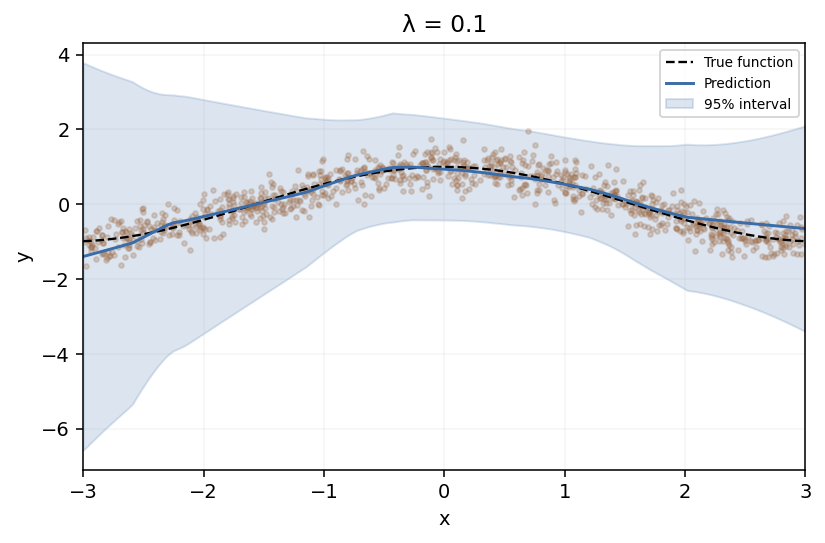 λ = 0.1
4
2
0
−2
−4
−6
y
True function
Prediction
95% interval
−3 −2 −1 0 1 2 3
x